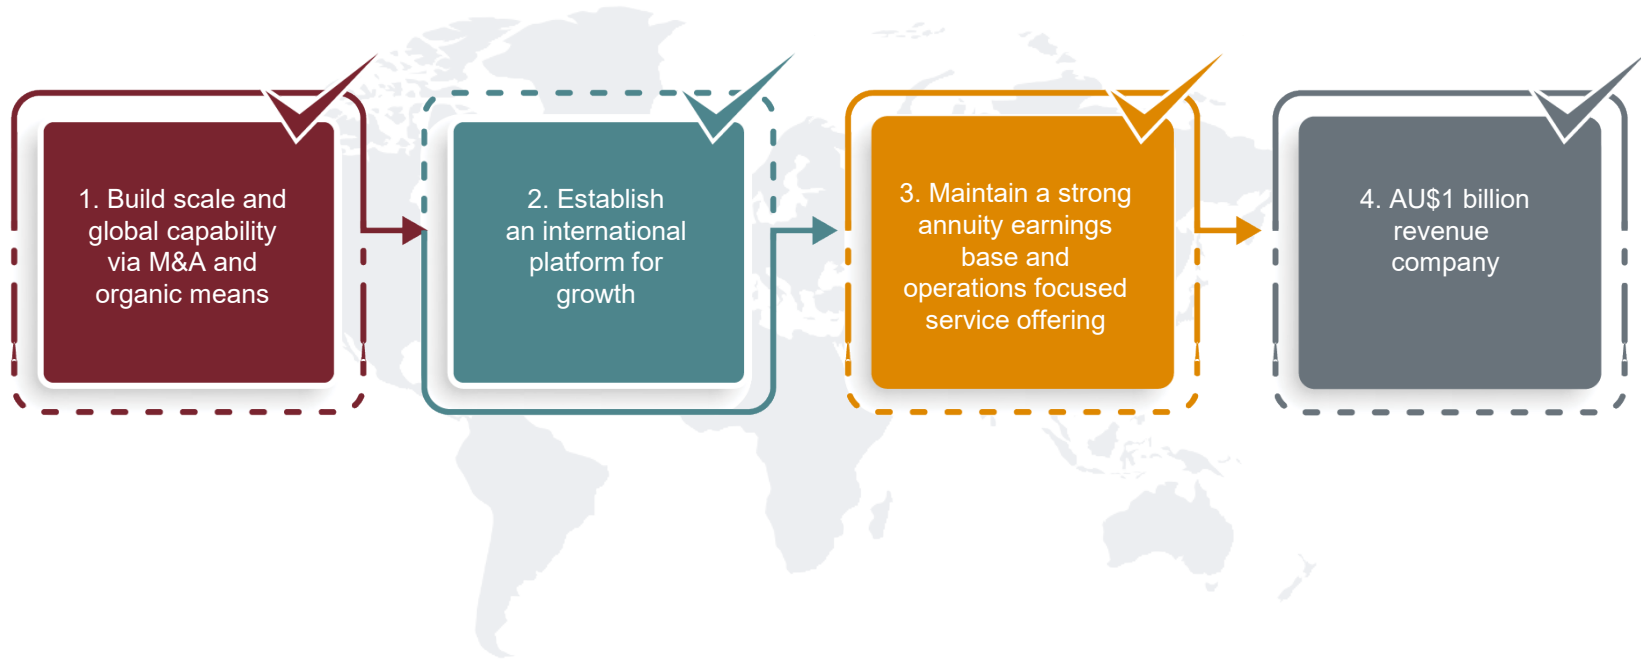 1. Build scale and
global capability
via M&A and
organic means
2. Establish
an international
platform for
growth
3. Maintain a strong
annuity earnings
base and
operations focused
service offering
4. AU$1 billion
revenue
company